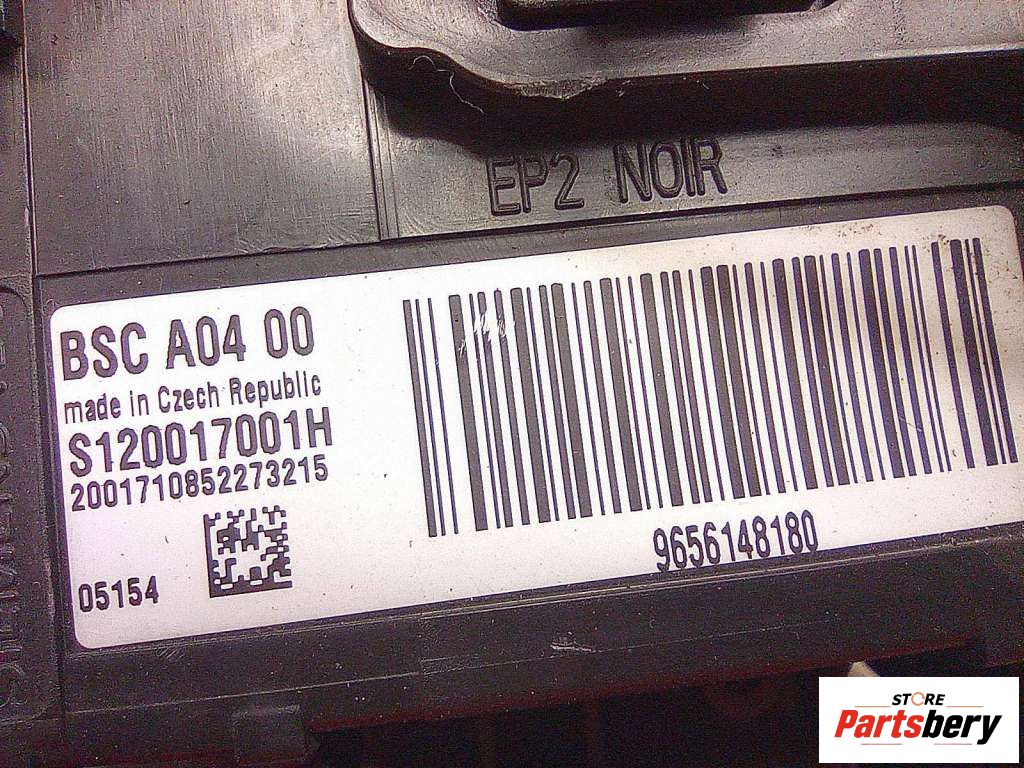 EP2 NOIR
BSC A04 00
made in Czech Republic
S120017001H
2001710852273215
05154
9656148180
STORE
Partsbery